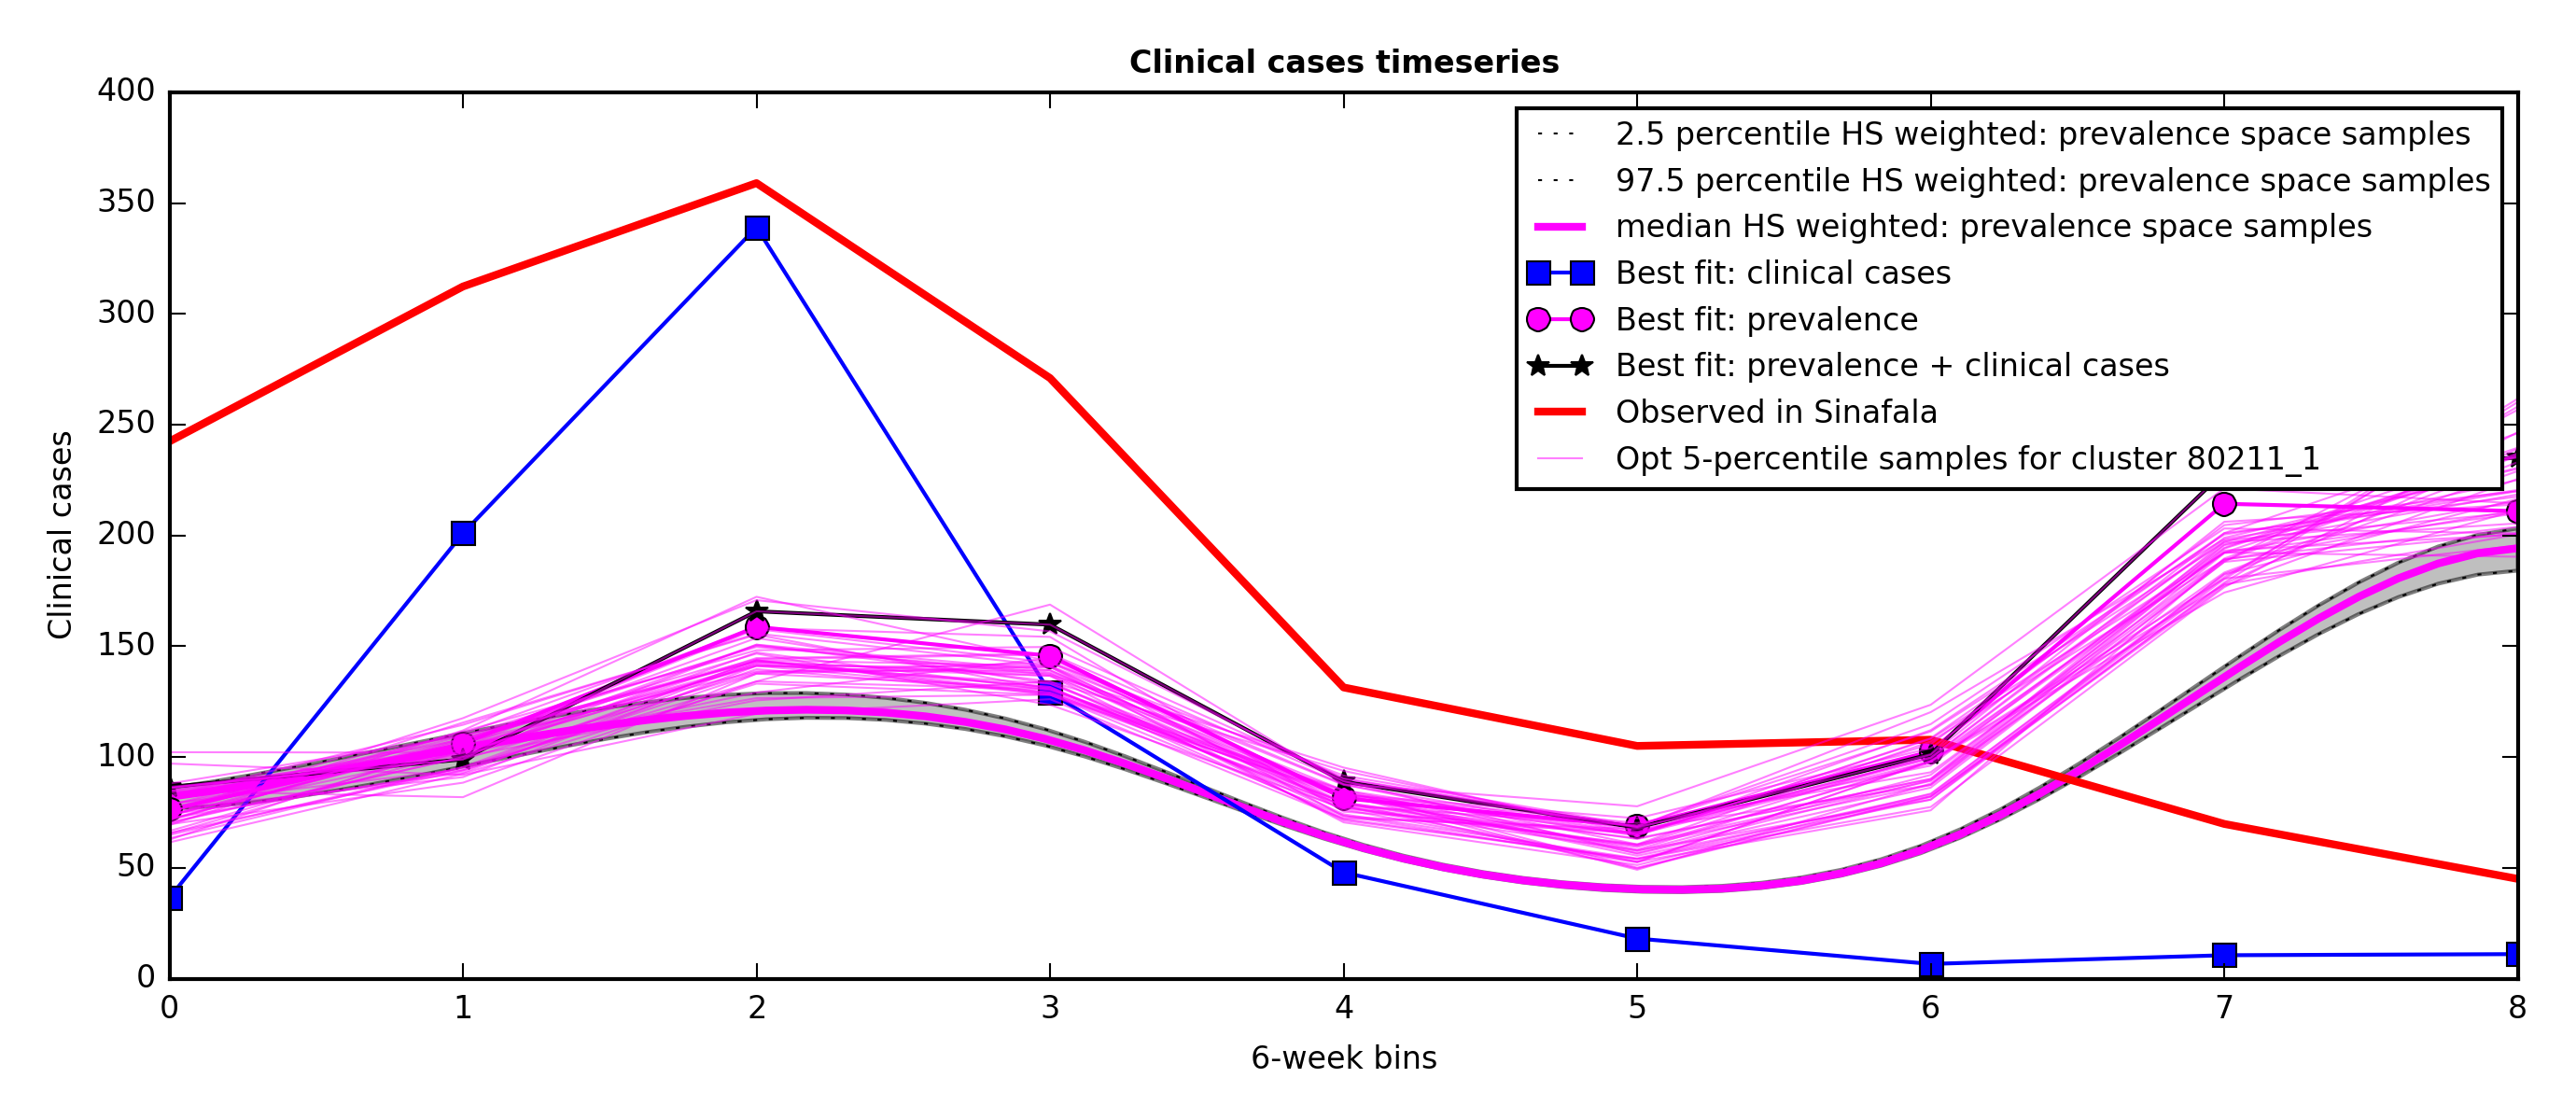 Clinical cases timeseries
400
350
300
250
200
150
100
50
0
Clinical cases
2.5 percentile HS weighted: prevalence space samples
97.5 percentile HS weighted: prevalence space samples
median HS weighted: prevalence space samples
Best fit: clinical cases
Best fit: prevalence
Best fit: prevalence + clinical cases
Observed in Sinafala
Opt 5-percentile samples for cluster 80211_1
0 1 2 3 4 5 6 7 8
6-week bins